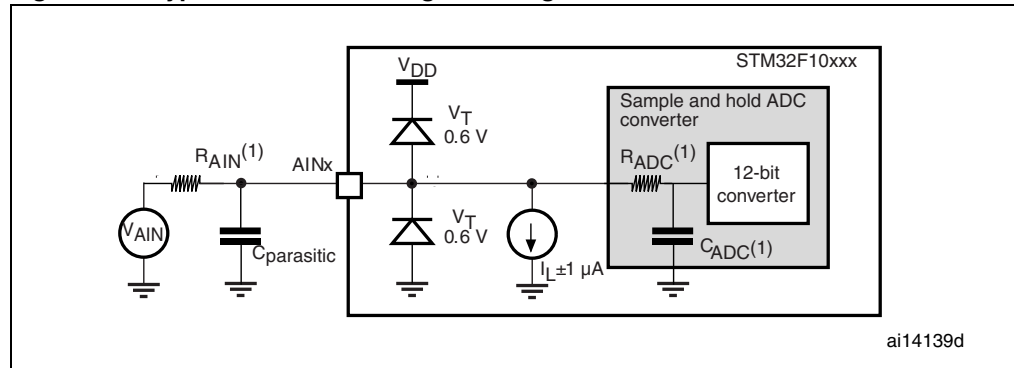 STM32F10xxx
VDD
Sample and hold ADC
converter
VT
0.6 V
RAIN(1)
AINx
RADC(1)
12-bit
converter
VAIN
Cparasitic
VT
0.6 V
IL±1 µA
CADC(1)
ai14139d